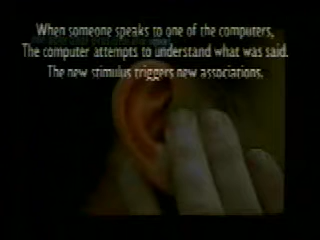 When someone speaks to one of the computers,
The computer attempts to understand what was said.
The new stimulus triggers new associations.